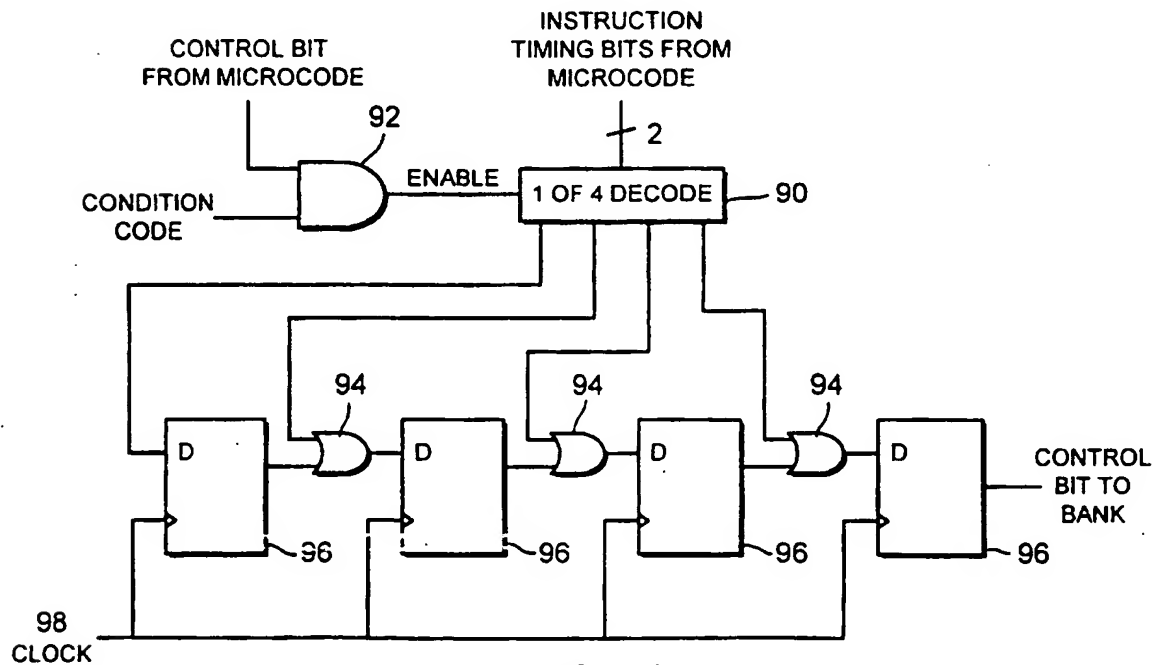 INSTRUCTION
TIMING BITS FROM
MICROCODE
CONTROL BIT
FROM MICROCODE
92
2
ENABLE
1 OF 4 DECODE
90
CONDITION
CODE
94
94
94
D
D
D
D
CONTROL
BIT TO
BANK
96
96
96
96
98
CLOCK